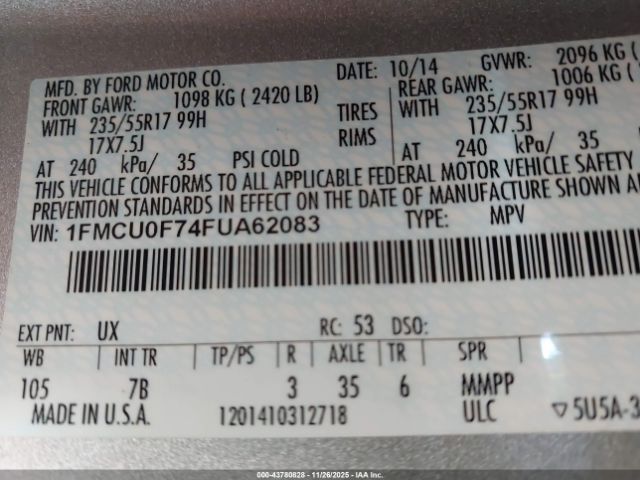 MFD. BY FORD MOTOR CO. DATE: 10/14 GVWR: 2096 KG (
FRONT GAWR: 1098 KG ( 2420 LB) REAR GAWR: 1006 KG (
WITH 235/55R17 99H TIRES WITH 235/55R17 99H
17X7.5J RIMS 17X7.5J
AT 240 kPa/ 35 PSI COLD AT 240 kPa/ 35
THIS VEHICLE CONFORMS TO ALL APPLICABLE FEDERAL MOTOR VEHICLE SAFETY
PREVENTION STANDARDS IN EFFECT ON THE DATE OF MANUFACTURE SHOWN
VIN: 1FMCU0F74FUA62083 TYPE: MPV
EXT PNT: UX RC: 53 DSO:
WB INT TR TP/PS R AXLE TR SPR
105 7B 3 35 6 MMPP
MADE IN U.S.A. 1201410312718 ULC ▽5U5A-3
000-43780828 - 11/26/2025 - IAA Inc.